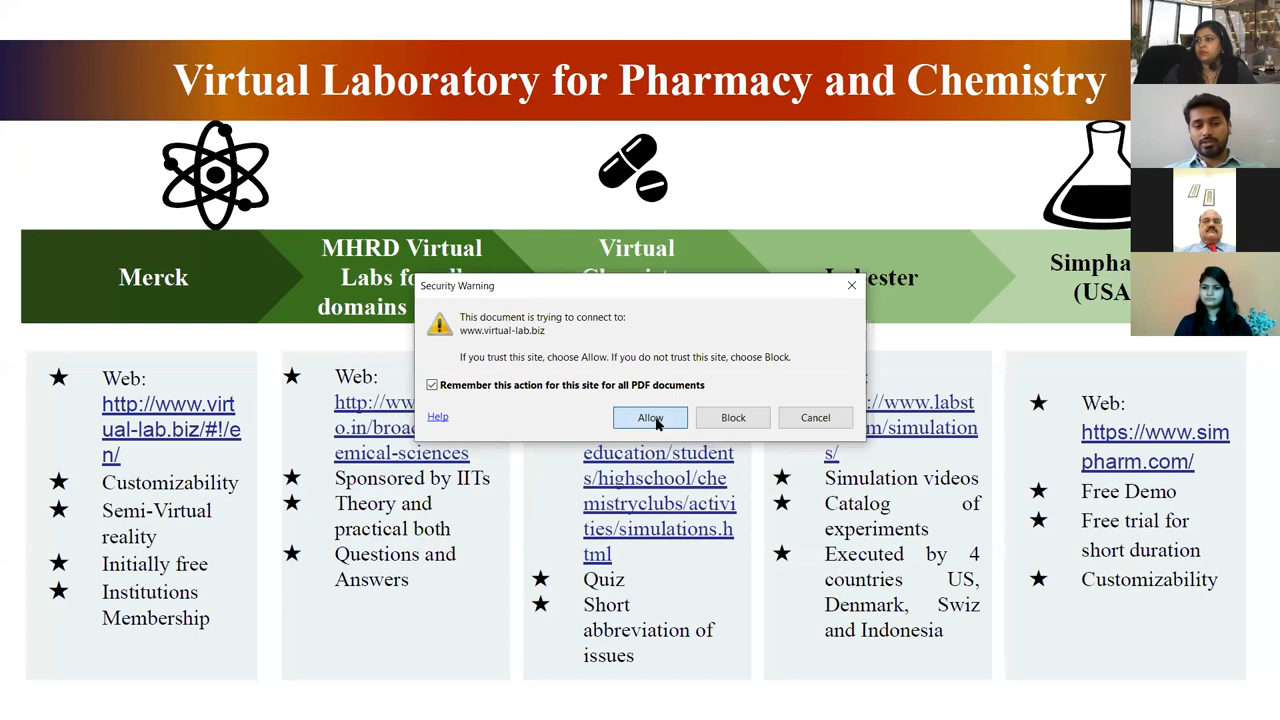 Virtual Laboratory for Pharmacy and Chemistry
Merck
MHRD Virtual
Labs fo
domains
Virtual
Simpha
(USA
Security Warning
This document is trying to connect to:
www.virtual-lab.biz
If you trust this site, choose Allow. If you do not trust this site, choose Block.
Remember this action for this site for all PDF documents
Help
Allow
Block
Cancel
★ Web:
http://www.virt
ual-lab.biz/#!/e
n/
★ Customizability
★ Semi-Virtual
reality
★ Initially free
★ Institutions
Membership
★ Web:
http://ww
o.in/broa
emical-sciences
★ Sponsored by IITs
★ Theory and
practical both
★ Questions and
Answers
education/student
s/highschool/che
mistryclubs/activi
ties/simulations.h
tml
★ Quiz
★ Short
abbreviation of
issues
://www.labst
m/simulation
s/
★ Simulation videos
★ Catalog of
experiments
★ Executed by 4
countries US,
Denmark, Swiz
and Indonesia
★ Web:
https://www.sim
pharm.com/
★ Free Demo
★ Free trial for
short duration
★ Customizability